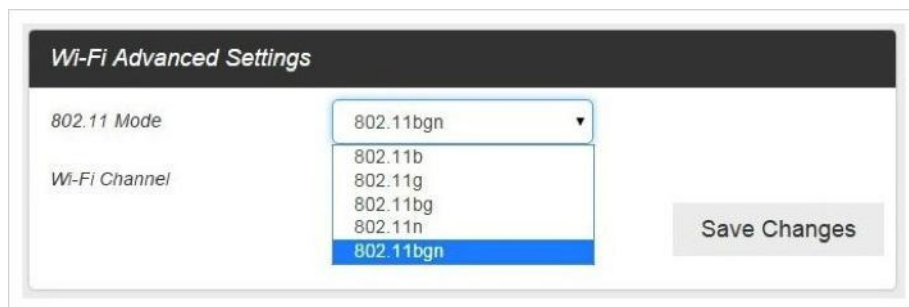 Wi-Fi Advanced Settings
802.11 Mode
802.11bgn
802.11b
802.11g
Wi-Fi Channel
802.11bg
802.11n
802.11bgn
Save Changes